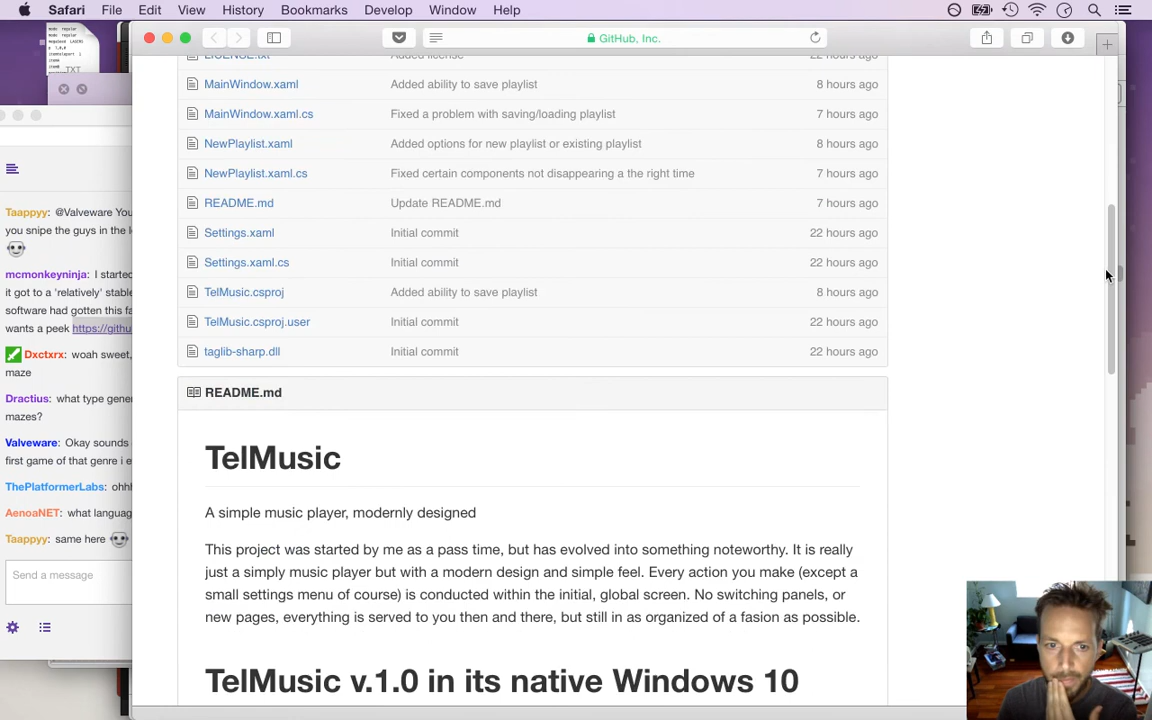 Safari File Edit View History Bookmarks Develop Window Help
TXT
GitHub, Inc.
LICENSE.txt Added license 22 hours ago
MainWindow.xaml Added ability to save playlist 8 hours ago
MainWindow.xaml.cs Fixed a problem with saving/loading playlist 7 hours ago
NewPlaylist.xaml Added options for new playlist or existing playlist 8 hours ago
NewPlaylist.xaml.cs Fixed certain components not disappearing a the right time 7 hours ago
README.md Update README.md 7 hours ago
Settings.xaml Initial commit 22 hours ago
Settings.xaml.cs Initial commit 22 hours ago
TelMusic.csproj Added ability to save playlist 8 hours ago
TelMusic.csproj.user Initial commit 22 hours ago
taglib-sharp.dll Initial commit 22 hours ago
README.md
TelMusic
A simple music player, modernly designed
This project was started by me as a pass time, but has evolved into something noteworthy. It is really
just a simply music player but with a modern design and simple feel. Every action you make (except a
small settings menu of course) is conducted within the initial, global screen. No switching panels, or
new pages, everything is served to you then and there, but still in as organized of a fasion as possible.
TelMusic v.1.0 in its native Windows 10
Taappyy: @Valveware You
you snipe the guys in the
mcmonkeyninja: I started
it got to a 'relatively' stable
software had gotten this fa
wants a peek https://githu
Dxctxrx: woah sweet,
maze
Dractius: what type gene
mazes?
Valveware: Okay sounds
first game of that genre i e
ThePlatformerLabs: ohh
AenoaNET: what languag
Taappyy: same here
Send a message